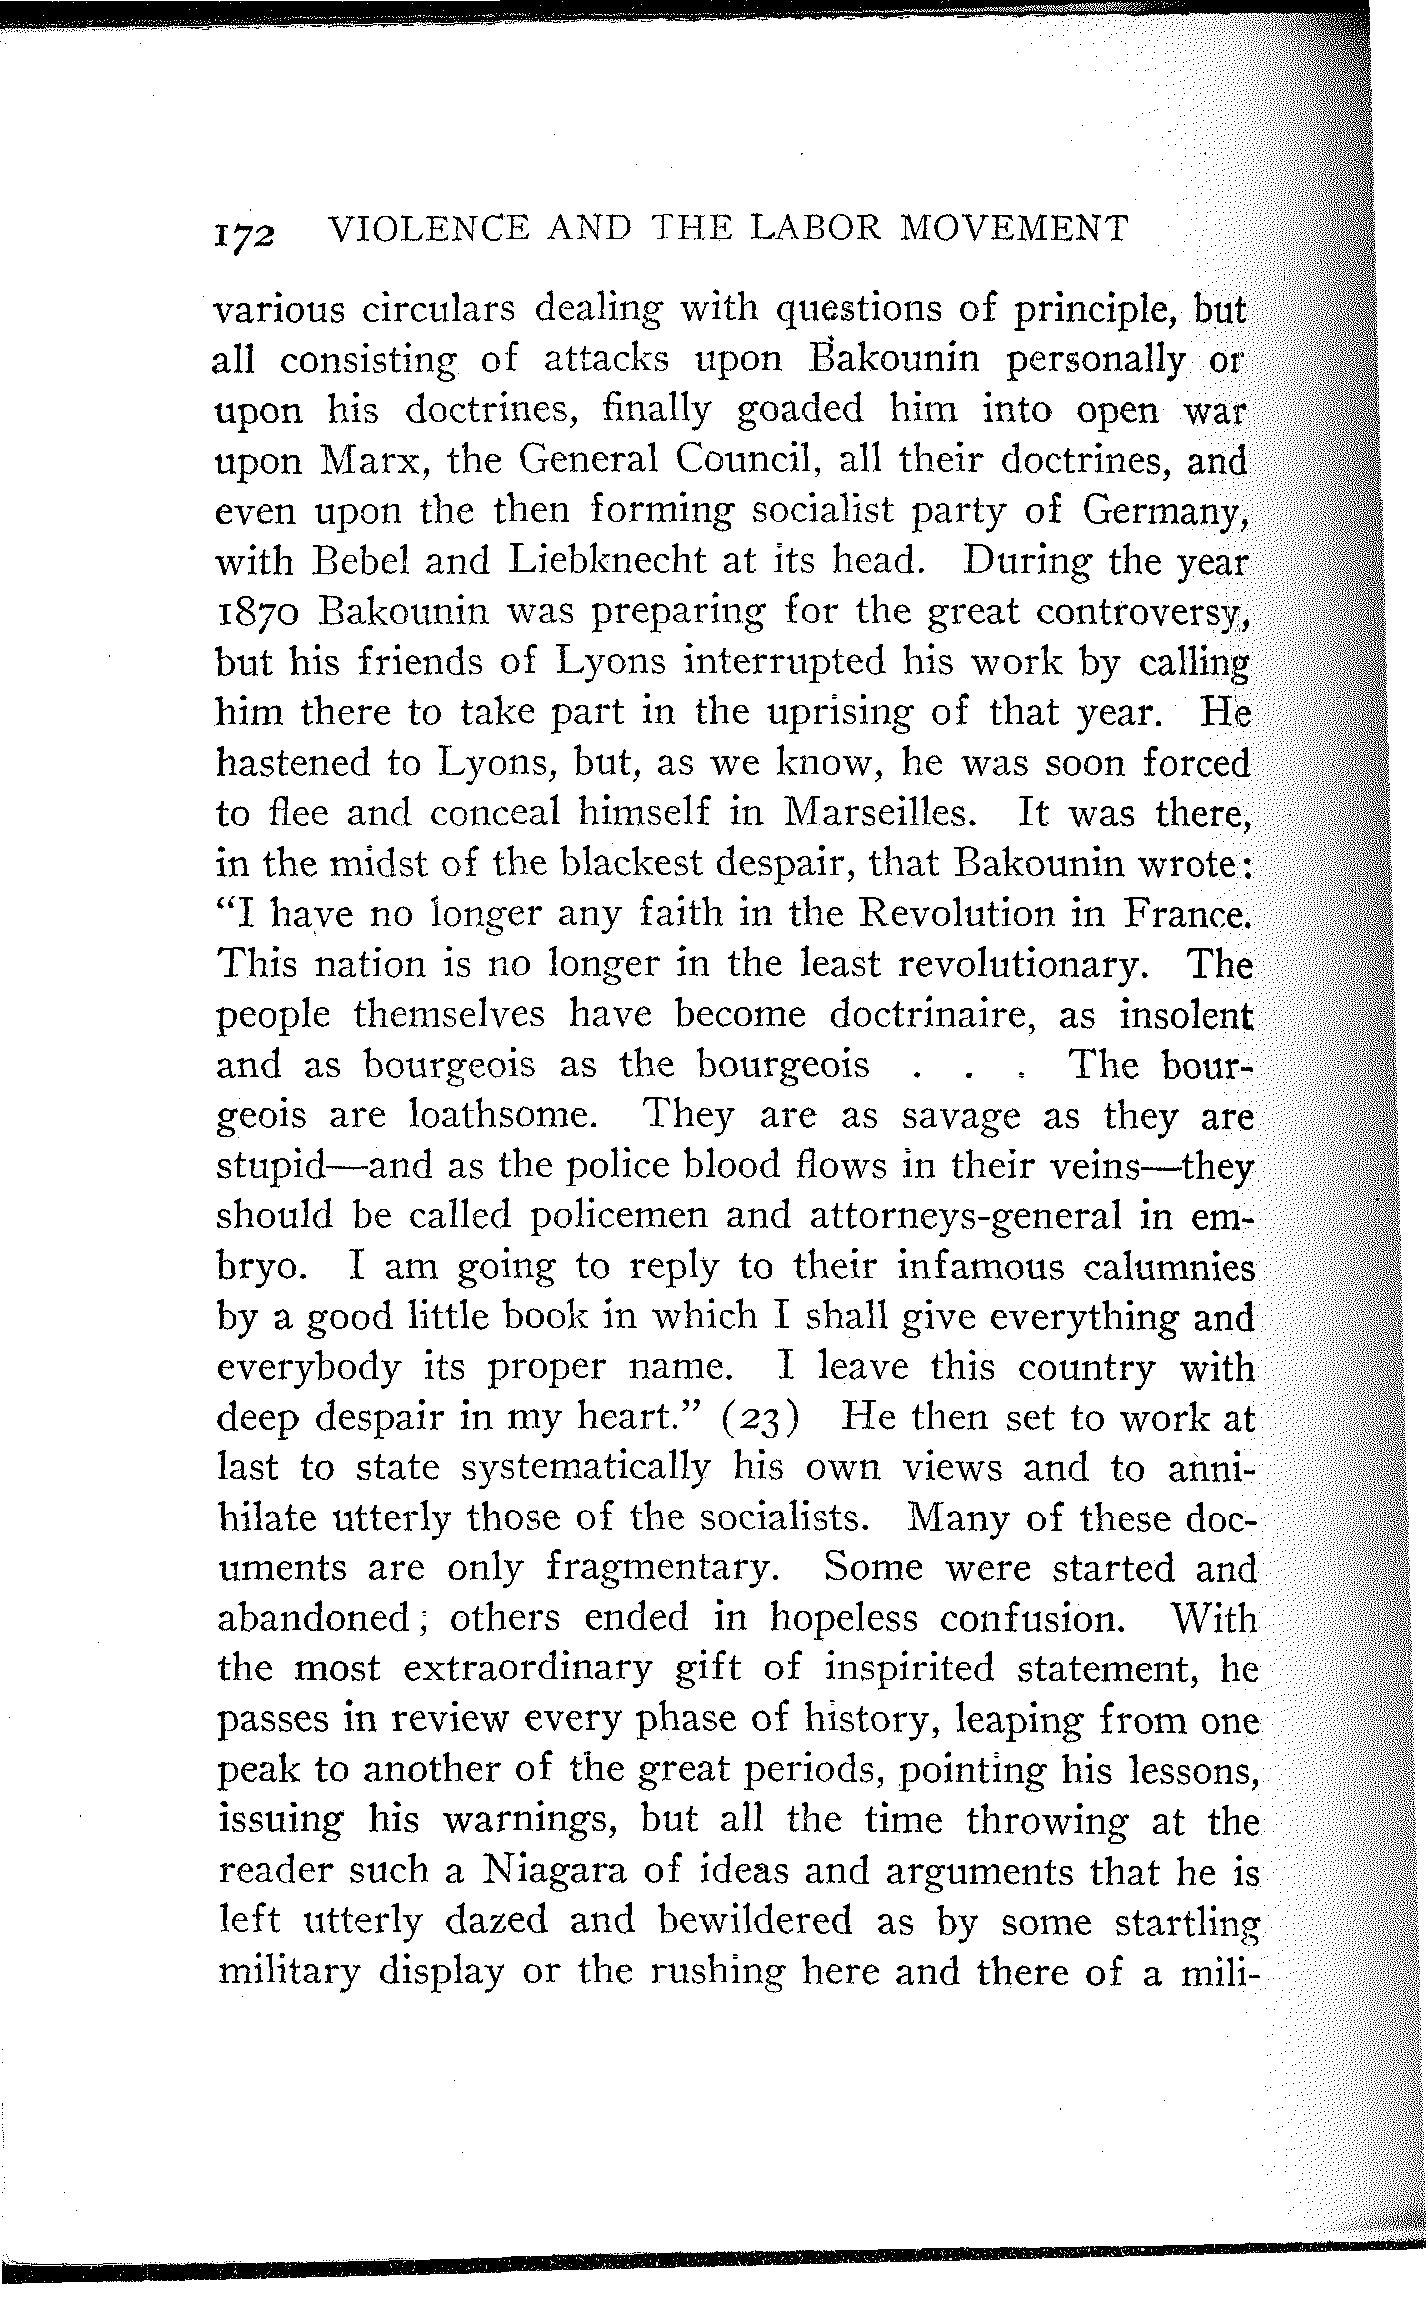 172 VIOLENCE AND THE LABOR MOVEMENT
various circulars dealing with questions of principle, but
all consisting of attacks upon Bakounin personally or
upon his doctrines, finally goaded him into open war
upon Marx, the General Council, all their doctrines, and
even upon the then forming socialist party of Germany,
with Bebel and Liebknecht at its head. During the year
1870 Bakounin was preparing for the great controversy,
but his friends of Lyons interrupted his work by calling
him there to take part in the uprising of that year. He
hastened to Lyons, but, as we know, he was soon forced
to flee and conceal himself in Marseilles. It was there,
in the midst of the blackest despair, that Bakounin wrote:
“I have no longer any faith in the Revolution in France.
This nation is no longer in the least revolutionary. The
people themselves have become doctrinaire, as insolent
and as bourgeois as the bourgeois . . . The bour-
geois are loathsome. They are as savage as they are
stupid—and as the police blood flows in their veins—they
should be called policemen and attorneys-general in em-
bryo. I am going to reply to their infamous calumnies
by a good little book in which I shall give everything and
everybody its proper name. I leave this country with
deep despair in my heart.” (23) He then set to work at
last to state systematically his own views and to anni-
hilate utterly those of the socialists. Many of these doc-
uments are only fragmentary. Some were started and
abandoned; others ended in hopeless confusion. With
the most extraordinary gift of inspirited statement, he
passes in review every phase of history, leaping from one
peak to another of the great periods, pointing his lessons,
issuing his warnings, but all the time throwing at the
reader such a Niagara of ideas and arguments that he is
left utterly dazed and bewildered as by some startling
military display or the rushing here and there of a mili-